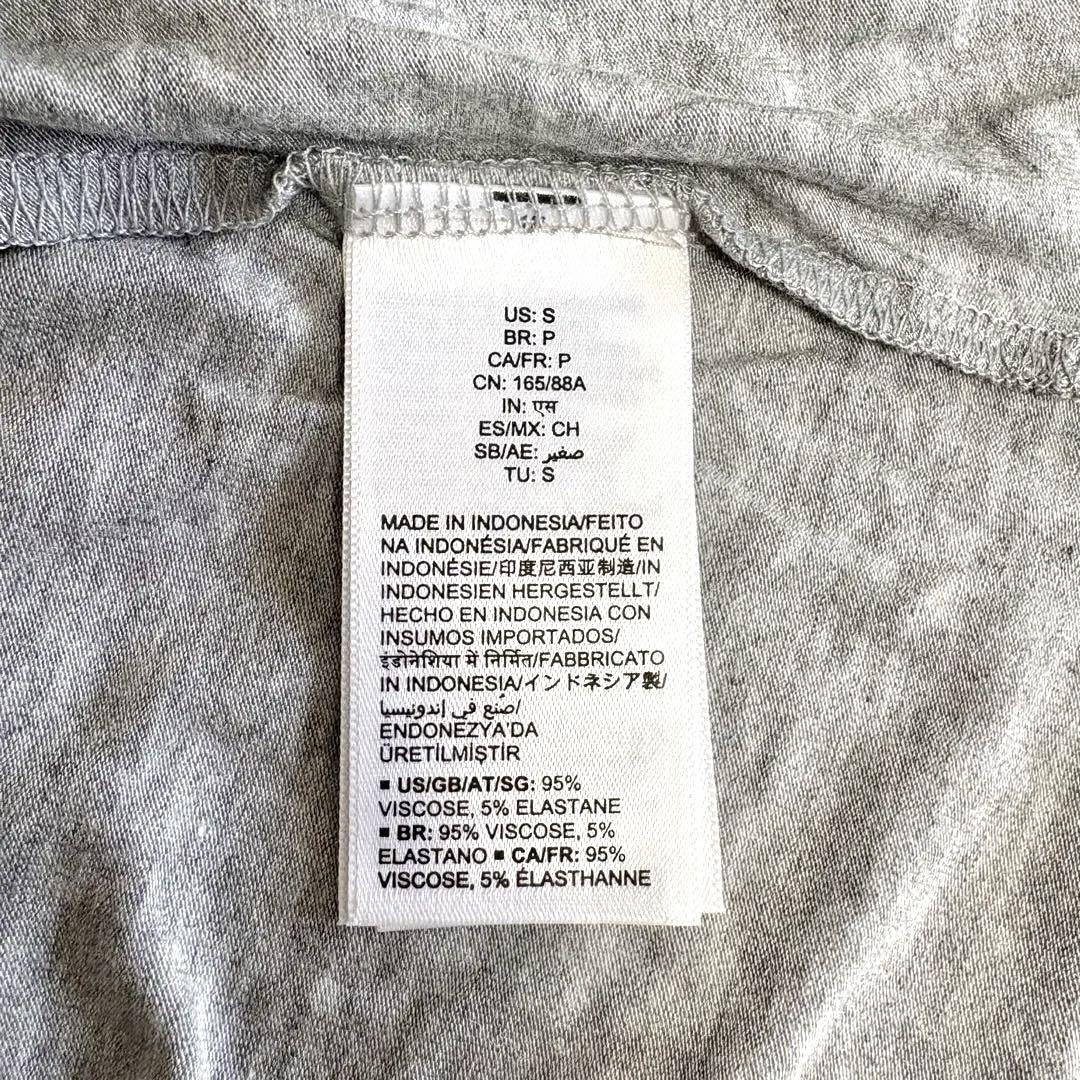 US: S
BR: P
CA/FR: P
CN: 165/88A
IN: एस
ES/MX: CH
SB/AE: صغير
TU: S
MADE IN INDONESIA/FEITO
NA INDONÉSIA/FABRIQUÉ EN
INDONÉSIE/印度尼西亚制造/IN
INDONESIEN HERGESTELLT/
HECHO EN INDONESIA CON
INSUMOS IMPORTADOS/
इंडोनेशिया में निर्मित/FABBRICATO
IN INDONESIA/インドネシア製/
صُنع في إندونيسيا/
ENDONEZYA'DA
ÜRETİLMİŞTİR
▪ US/GB/AT/SG: 95%
VISCOSE, 5% ELASTANE
▪ BR: 95% VISCOSE, 5%
ELASTANO ▪ CA/FR: 95%
VISCOSE, 5% ÉLASTHANNE